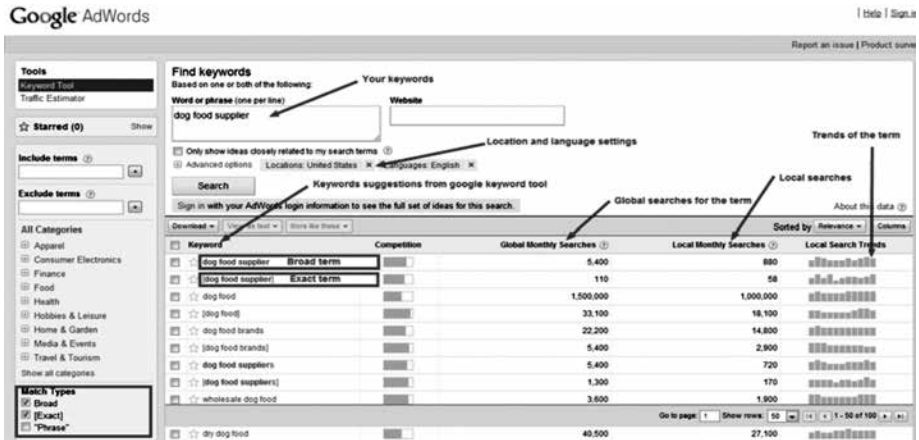 Google AdWords
Help | Sign in
Report an issue | Product surve
Tools
Keyword Tool
Traffic Estimator
Starred (0) Show
Include terms
Exclude terms
All Categories
Apparel
Consumer Electronics
Finance
Food
Health
Hobbies & Leisure
Home & Garden
Media & Events
Travel & Tourism
Show all categories
Match Types
Broad
[Exact]
"Phrase"
Find keywords
Based on one or both of the following:
Your keywords
Word or phrase (one per line) Website
dog food supplier
Only show ideas closely related to my search terms
Location and language settings
Trends of the term
Advanced options Locations: United States × Languages: English ×
Search
Keywords suggestions from google keyword tool
Local searches
Global searches for the term
Sign in with your AdWords login information to see the full set of ideas for this search.
About this data
Download View as text More like these Sorted by Relevance Columns
Keyword Competition Global Monthly Searches Local Monthly Searches Local Search Trends
dog food supplier Broad term 5,400 880
[dog food supplier] Exact term 110 58
dog food 1,500,000 1,000,000
[dog food] 33,100 18,100
dog food brands 22,200 14,800
[dog food brands] 5,400 2,900
dog food suppliers 5,400 720
[dog food suppliers] 1,300 170
wholesale dog food 3,600 1,900
Go to page: 1 Show rows: 50 1 - 50 of 100
dry dog food 40,500 27,100